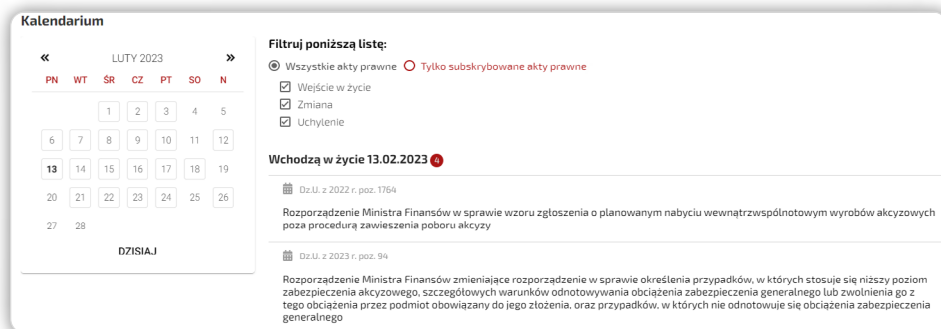 Kalendarium
« LUTY 2023 »
PN WT ŚR CZ PT SO N
1 2 3 4 5
6 7 8 9 10 11 12
13 14 15 16 17 18 19
20 21 22 23 24 25 26
27 28
DZISIAJ
Filtruj poniższą listę:
Wszystkie akty prawne Tylko subskrybowane akty prawne
Wejście w życie
Zmiana
Uchylenie
Wchodzą w życie 13.02.2023 4
Dz.U. z 2022 r. poz. 1764
Rozporządzenie Ministra Finansów w sprawie wzoru zgłoszenia o planowanym nabyciu wewnątrzwspólnotowym wyrobów akcyzowych
poza procedurą zawieszenia poboru akcyzy
Dz.U. z 2023 r. poz. 94
Rozporządzenie Ministra Finansów zmieniające rozporządzenie w sprawie określenia przypadków, w których stosuje się niższy poziom
zabezpieczenia akcyzowego, szczegółowych warunków odnotowywania obciążenia zabezpieczenia generalnego lub zwolnienia go z
tego obciążenia przez podmiot obowiązany do jego złożenia, oraz przypadków, w których nie odnotowuje się obciążenia zabezpieczenia
generalnego